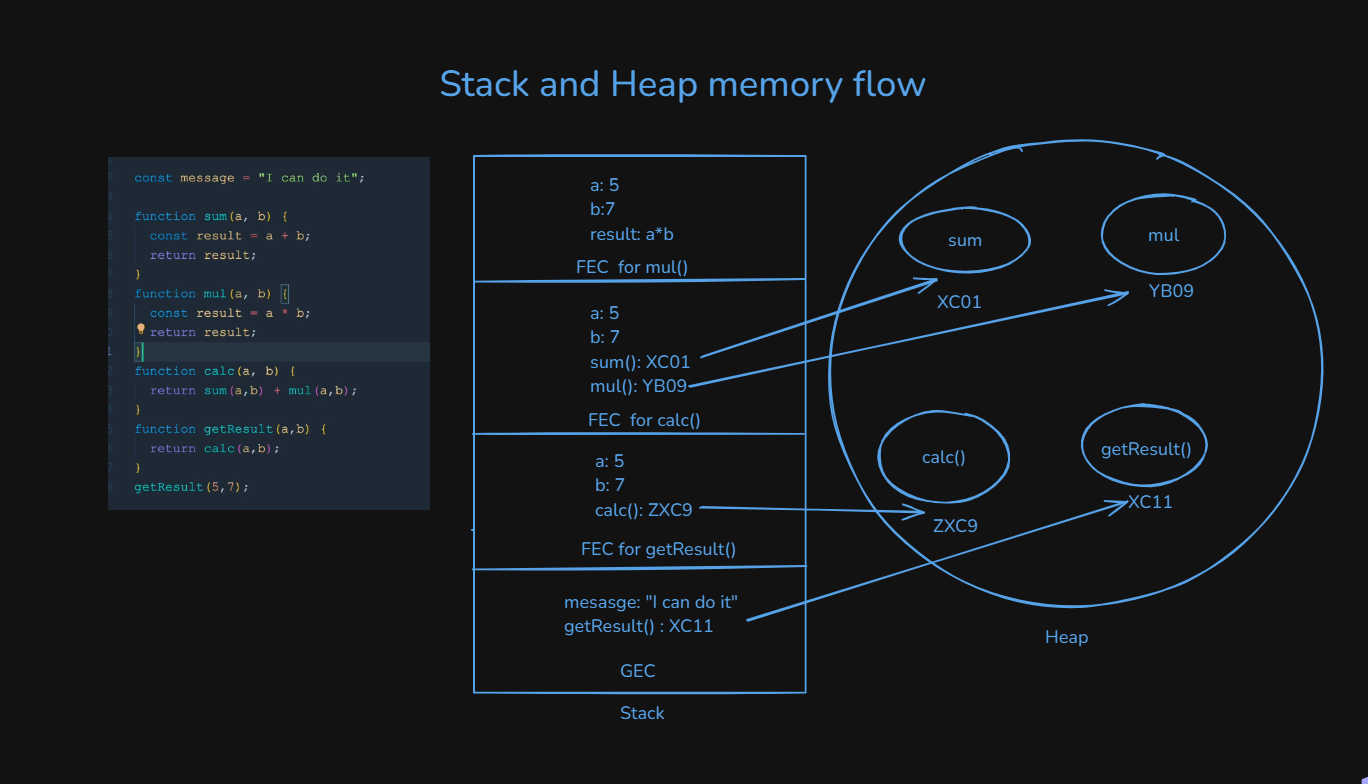 Stack and Heap memory flow
const message = "I can do it";
function sum(a, b) {
const result = a + b;
return result;
}
function mul(a, b) {
const result = a * b;
return result;
}
function calc(a, b) {
return sum(a,b) + mul(a,b);
}
function getResult(a,b) {
return calc(a,b);
}
getResult(5,7);
a: 5
b:7
result: a*b
FEC for mul()
a: 5
b: 7
sum(): XC01
mul(): YB09
FEC for calc()
a: 5
b: 7
calc(): ZXC9
FEC for getResult()
mesasge: "I can do it"
getResult() : XC11
GEC
Stack
sum
XC01
mul
YB09
calc()
ZXC9
getResult()
XC11
Heap